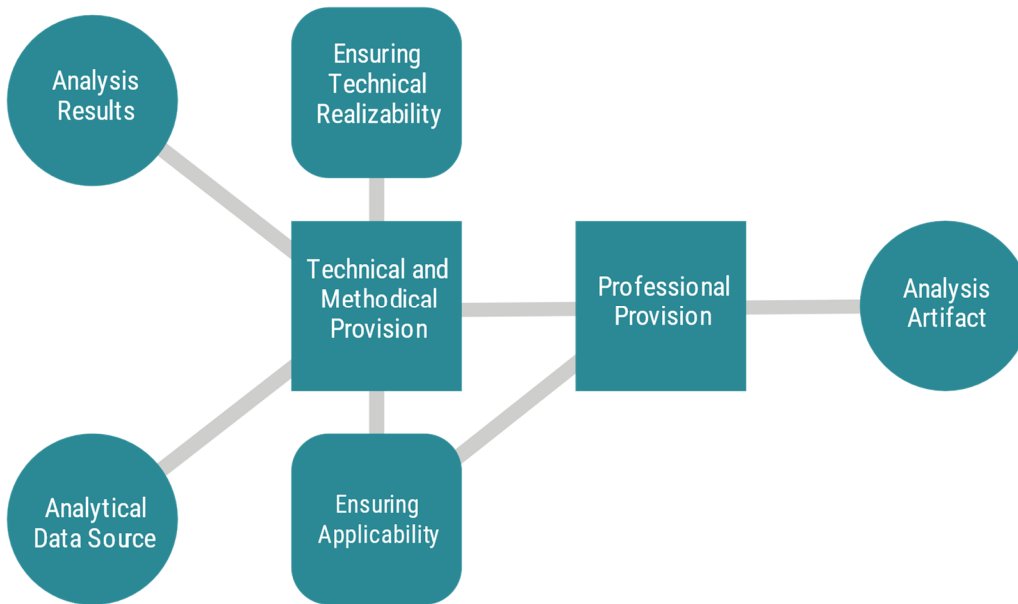 Analysis
Results
Ensuring
Technical
Realizability
Technical and
Methodical
Provision
Professional
Provision
Analysis
Artifact
Analytical
Data Source
Ensuring
Applicability